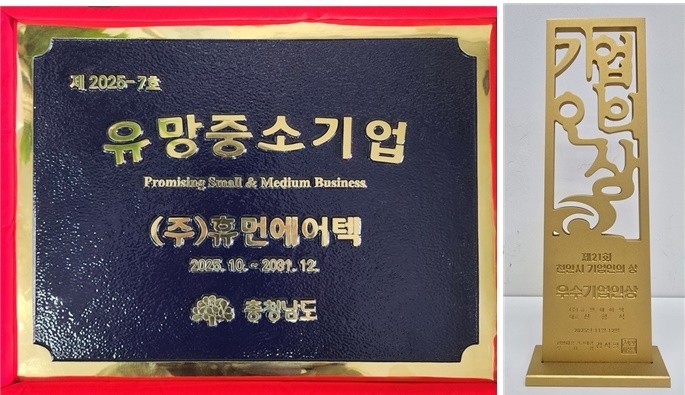 제 2025-7호
유망중소기업
Promising Small & Medium Business
(주)휴먼에어텍
2025. 10. ~ 2031. 12.
충청남도
기업
인의
상
제21회
천안시 기업인의 상
우수기업인상